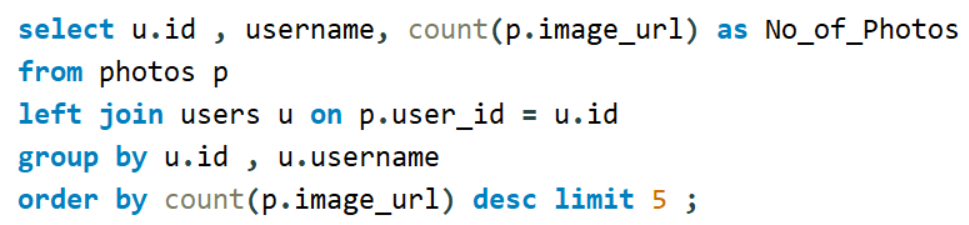 select u.id , username, count(p.image_url) as No_of_Photos
from photos p
left join users u on p.user_id = u.id
group by u.id , u.username
order by count(p.image_url) desc limit 5 ;